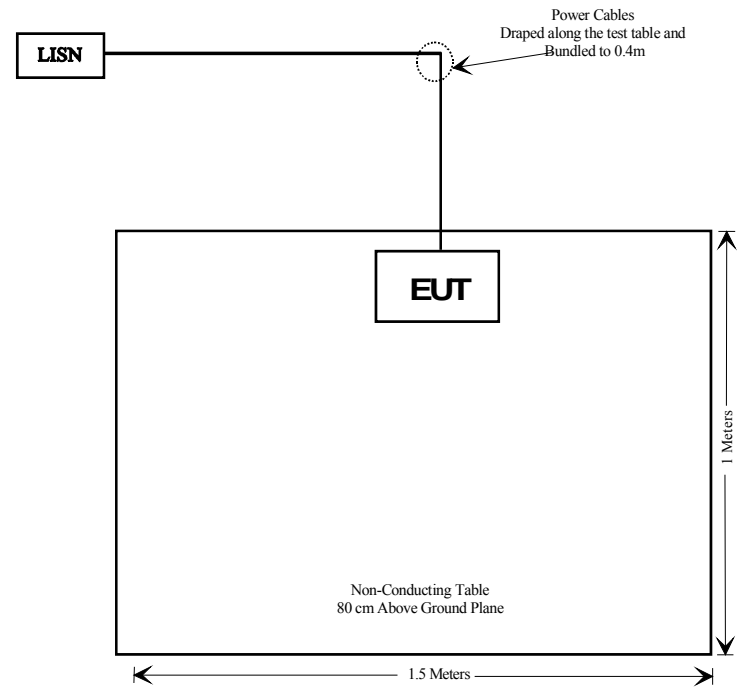 Power Cables
Draped along the test table and
Bundled to 0.4m
LISN
EUT
1 Meters
Non-Conducting Table
80 cm Above Ground Plane
1.5 Meters